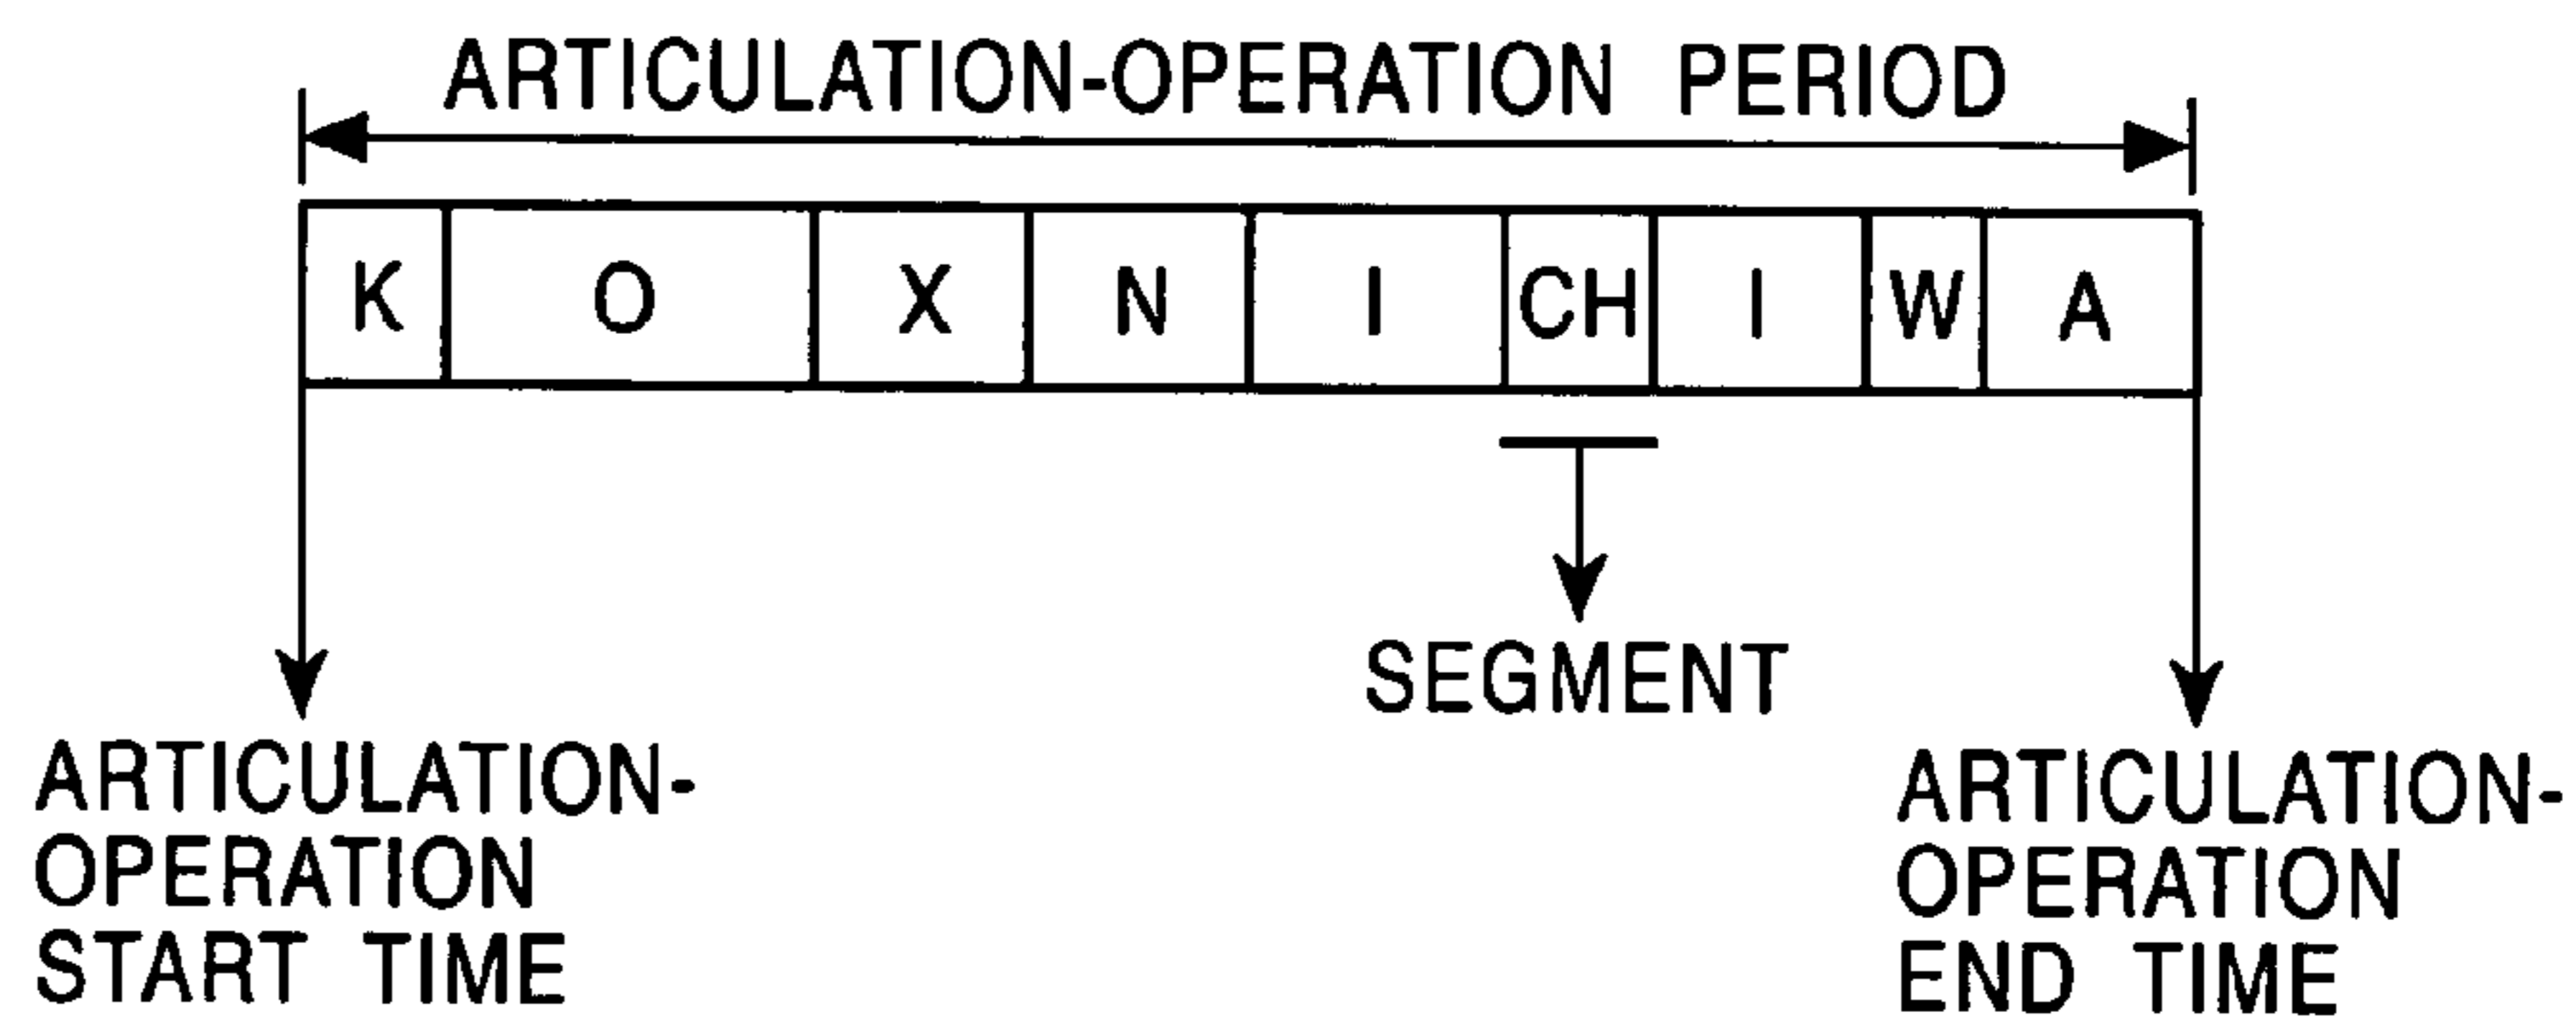 ARTICULATION-OPERATION PERIOD
K O X N I CH I W A
SEGMENT
ARTICULATION-
OPERATION
START TIME
ARTICULATION-
OPERATION
END TIME